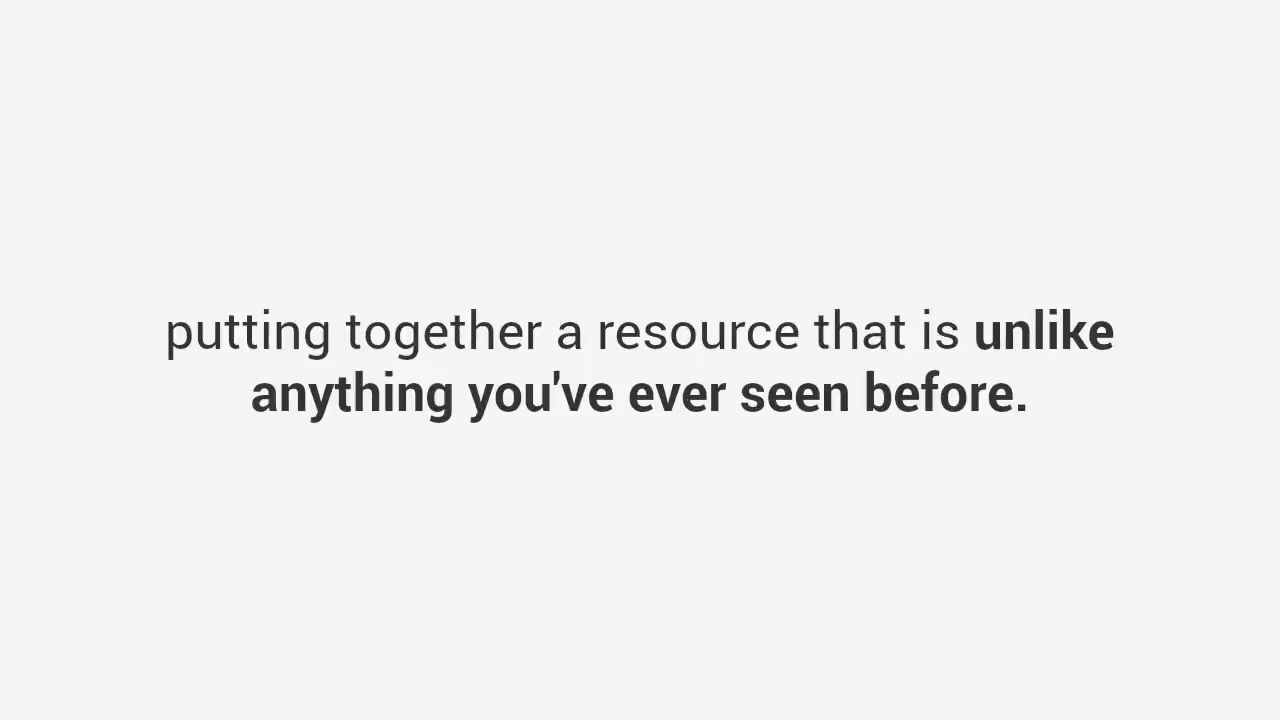 putting together a resource that is unlike
anything you've ever seen before.